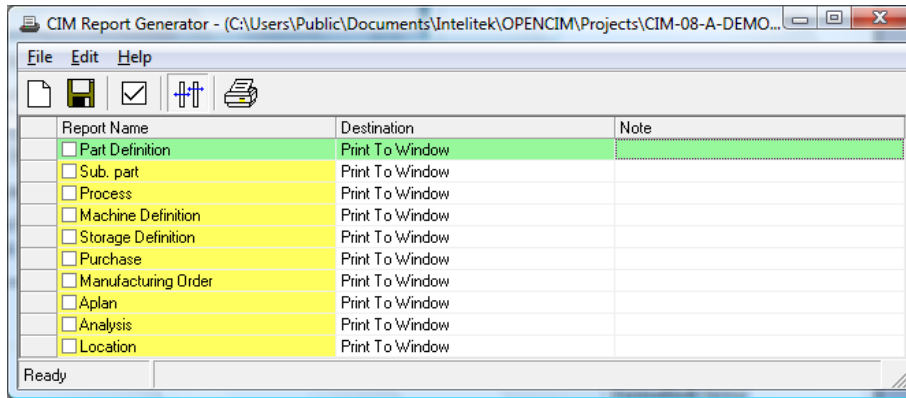 CIM Report Generator - (C:\Users\Public\Documents\Intelitek\OPENCIM\Projects\CIM-08-A-DEMO...
File Edit Help
Report Name Destination Note
Part Definition Print To Window
Sub. part Print To Window
Process Print To Window
Machine Definition Print To Window
Storage Definition Print To Window
Purchase Print To Window
Manufacturing Order Print To Window
Aplan Print To Window
Analysis Print To Window
Location Print To Window
Ready